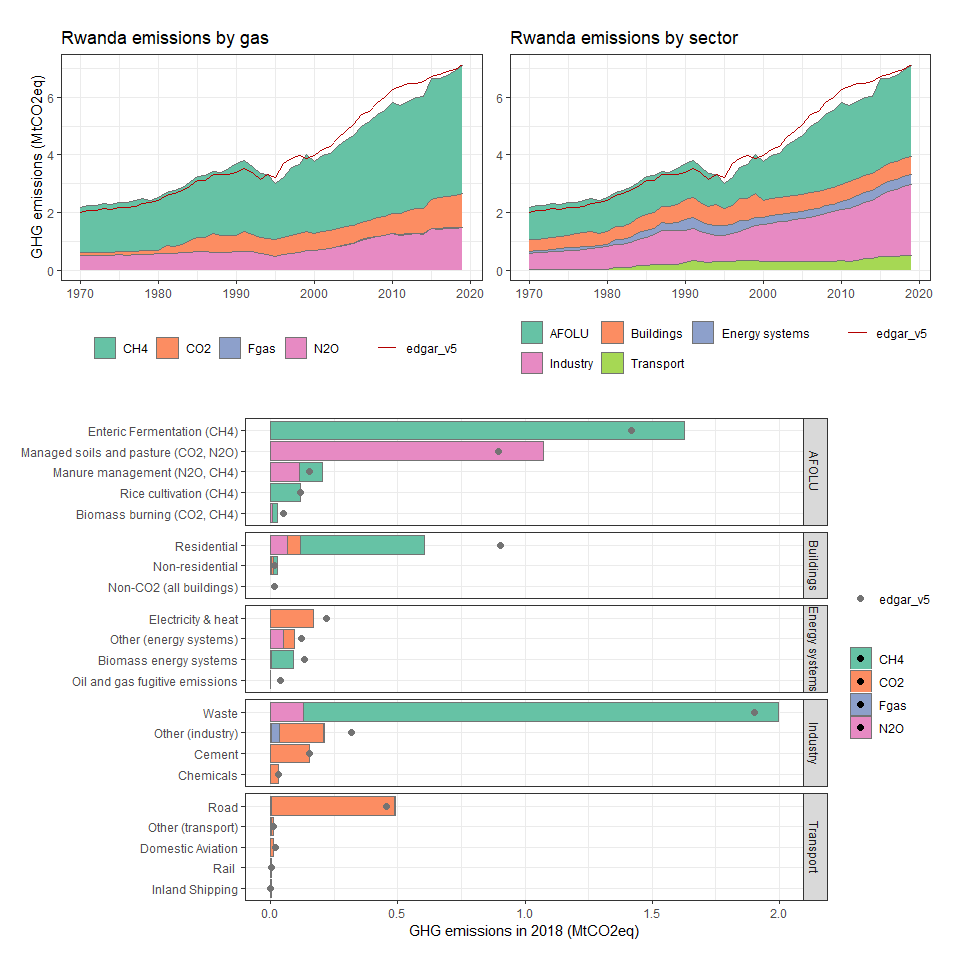 Rwanda emissions by gas
GHG emissions (MtCO2eq)
6
4
2
0
1970 1980 1990 2000 2010 2020
CH4 CO2 Fgas N2O edgar_v5
Rwanda emissions by sector
6
4
2
0
1970 1980 1990 2000 2010 2020
AFOLU Buildings Energy systems edgar_v5
Industry Transport
Enteric Fermentation (CH4)
Managed soils and pasture (CO2, N2O)
Manure management (N2O, CH4)
Rice cultivation (CH4)
Biomass burning (CO2, CH4)
AFOLU
Residential
Non-residential
Non-CO2 (all buildings)
Buildings
Electricity & heat
Other (energy systems)
Biomass energy systems
Oil and gas fugitive emissions
Energy systems
Waste
Other (industry)
Cement
Chemicals
Industry
Road
Other (transport)
Domestic Aviation
Rail
Inland Shipping
Transport
0.0 0.5 1.0 1.5 2.0
GHG emissions in 2018 (MtCO2eq)
edgar_v5
CH4
CO2
Fgas
N2O